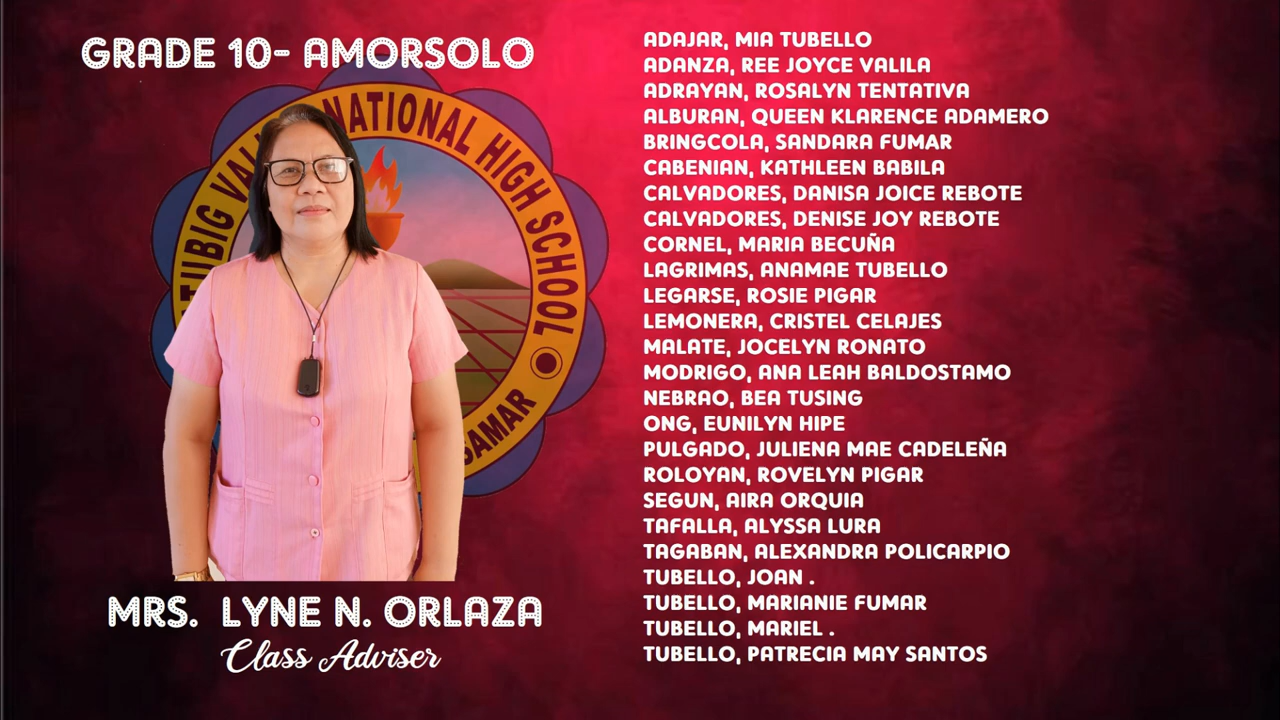 GRADE 10- AMORSOLO
NATIONAL HIGH SCHOOL
SAMAR
MRS. LYNE N. ORLAZA
Class Adviser
ADAJAR, MIA TUBELLO
ADANZA, REE JOYCE VALILA
ADRAYAN, ROSALYN TENTATIVA
ALBURAN, QUEEN KLARENCE ADAMERO
BRINGCOLA, SANDARA FUMAR
CABENIAN, KATHLEEN BABILA
CALVADORES, DANISA JOICE REBOTE
CALVADORES, DENISE JOY REBOTE
CORNEL, MARIA BECUÑA
LAGRIMAS, ANAMAE TUBELLO
LEGARSE, ROSIE PIGAR
LEMONERA, CRISTEL CELAJES
MALATE, JOCELYN RONATO
MODRIGO, ANA LEAH BALDOSTAMO
NEBRAO, BEA TUSING
ONG, EUNILYN HIPE
PULGADO, JULIENA MAE CADELEÑA
ROLOYAN, ROVELYN PIGAR
SEGUN, AIRA ORQUIA
TAFALLA, ALYSSA LURA
TAGABAN, ALEXANDRA POLICARPIO
TUBELLO, JOAN .
TUBELLO, MARIANIE FUMAR
TUBELLO, MARIEL .
TUBELLO, PATRECIA MAY SANTOS